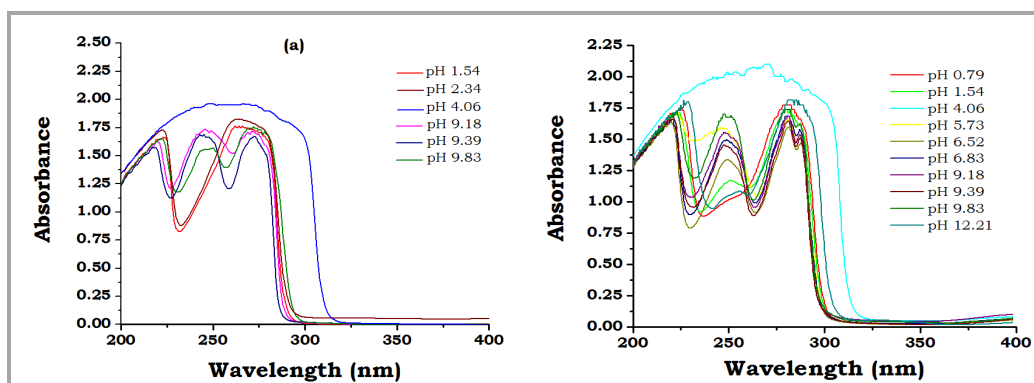 (a)
2.50
2.25
2.00
1.75
1.50
1.25
1.00
0.75
0.50
0.25
0.00
Absorbance
200 250 300 350 400
Wavelength (nm)
pH 1.54
pH 2.34
pH 4.06
pH 9.18
pH 9.39
pH 9.83
2.25
2.00
1.75
1.50
1.25
1.00
0.75
0.50
0.25
0.00
Absorbance
200 250 300 350 400
Wavelength (nm)
pH 0.79
pH 1.54
pH 4.06
pH 5.73
pH 6.52
pH 6.83
pH 9.18
pH 9.39
pH 9.83
pH 12.21